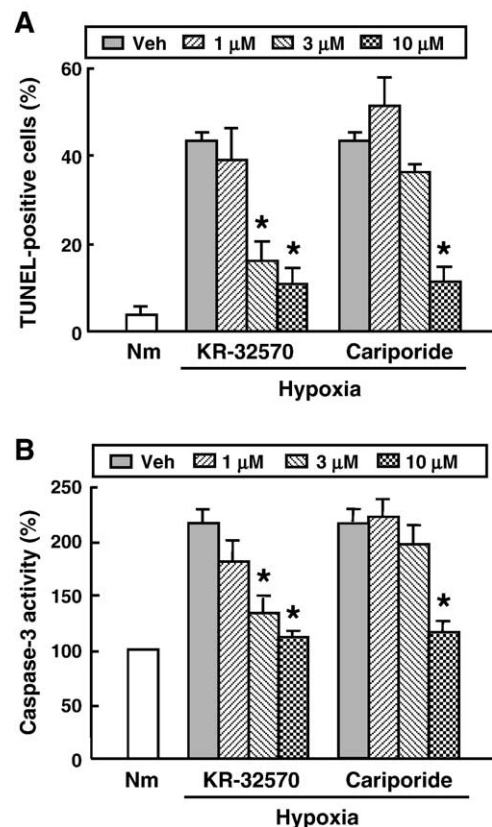 A
Veh 1 μM 3 μM 10 μM
TUNEL-positive cells (%)
60
40
20
0
* * *
Nm KR-32570 Cariporide
Hypoxia
B
Veh 1 μM 3 μM 10 μM
Caspase-3 activity (%)
250
200
150
100
50
0
* * *
Nm KR-32570 Cariporide
Hypoxia